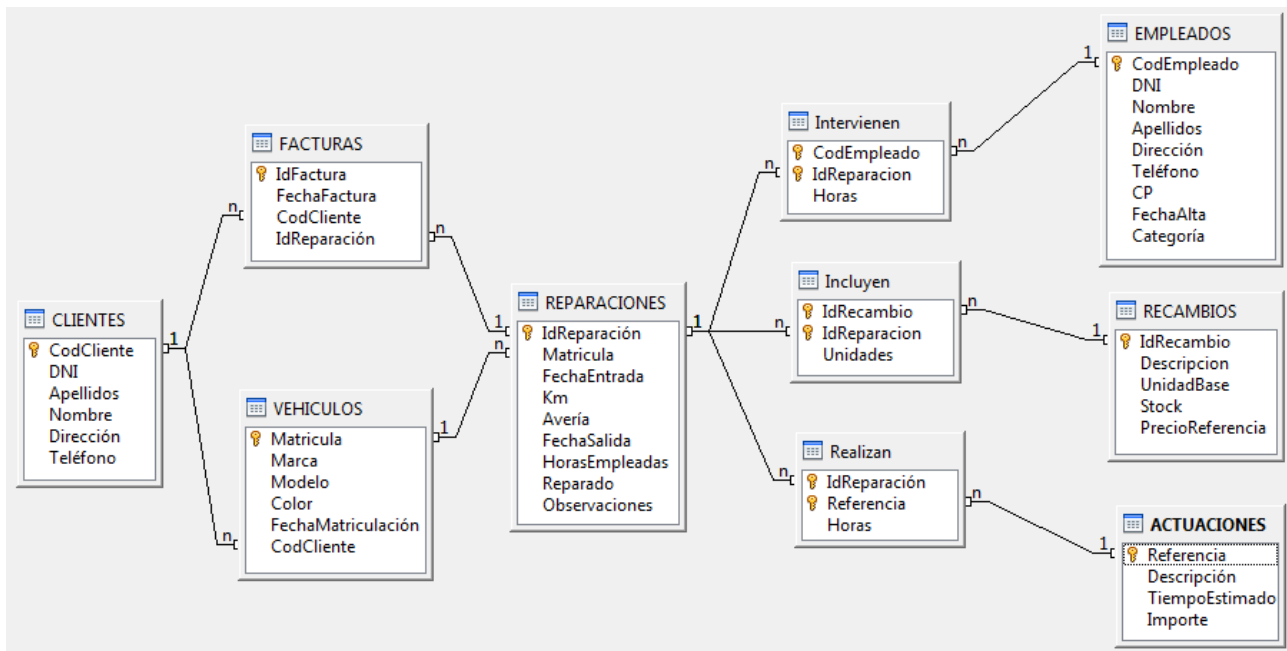 CLIENTES
CodCliente
DNI
Apellidos
Nombre
Dirección
Teléfono
1
n
n
FACTURAS
IdFactura
FechaFactura
CodCliente
IdReparación
n
VEHICULOS
Matricula
Marca
Modelo
Color
FechaMatriculación
CodCliente
1
1
n
REPARACIONES
IdReparación
Matricula
FechaEntrada
Km
Avería
FechaSalida
HorasEmpleadas
Reparado
Observaciones
1
n
n
n
Intervienen
CodEmpleado
IdReparacion
Horas
n
Incluyen
IdRecambio
IdReparacion
Unidades
n
Realizan
IdReparación
Referencia
Horas
n
1
EMPLEADOS
CodEmpleado
DNI
Nombre
Apellidos
Dirección
Teléfono
CP
FechaAlta
Categoría
1
RECAMBIOS
IdRecambio
Descripcion
UnidadBase
Stock
PrecioReferencia
1
ACTUACIONES
Referencia
Descripción
TiempoEstimado
Importe